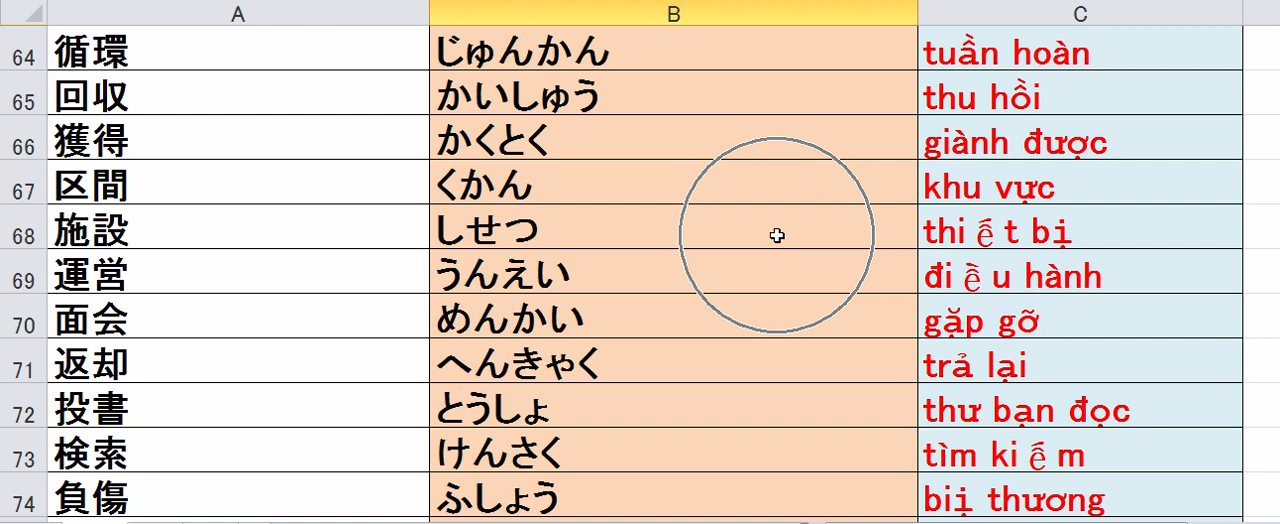 A B C
64 循環 じゅんかん tuần hoàn
65 回収 かいしゅう thu hồi
66 獲得 かくとく giành được
67 区間 くかん khu vực
68 施設 しせつ thiết bị
69 運営 うんえい điều hành
70 面会 めんかい gặp gỡ
71 返却 へんきゃく trả lại
72 投書 とうしょ thư bạn đọc
73 検索 けんさく tìm kiếm
74 負傷 ふしょう biị thương